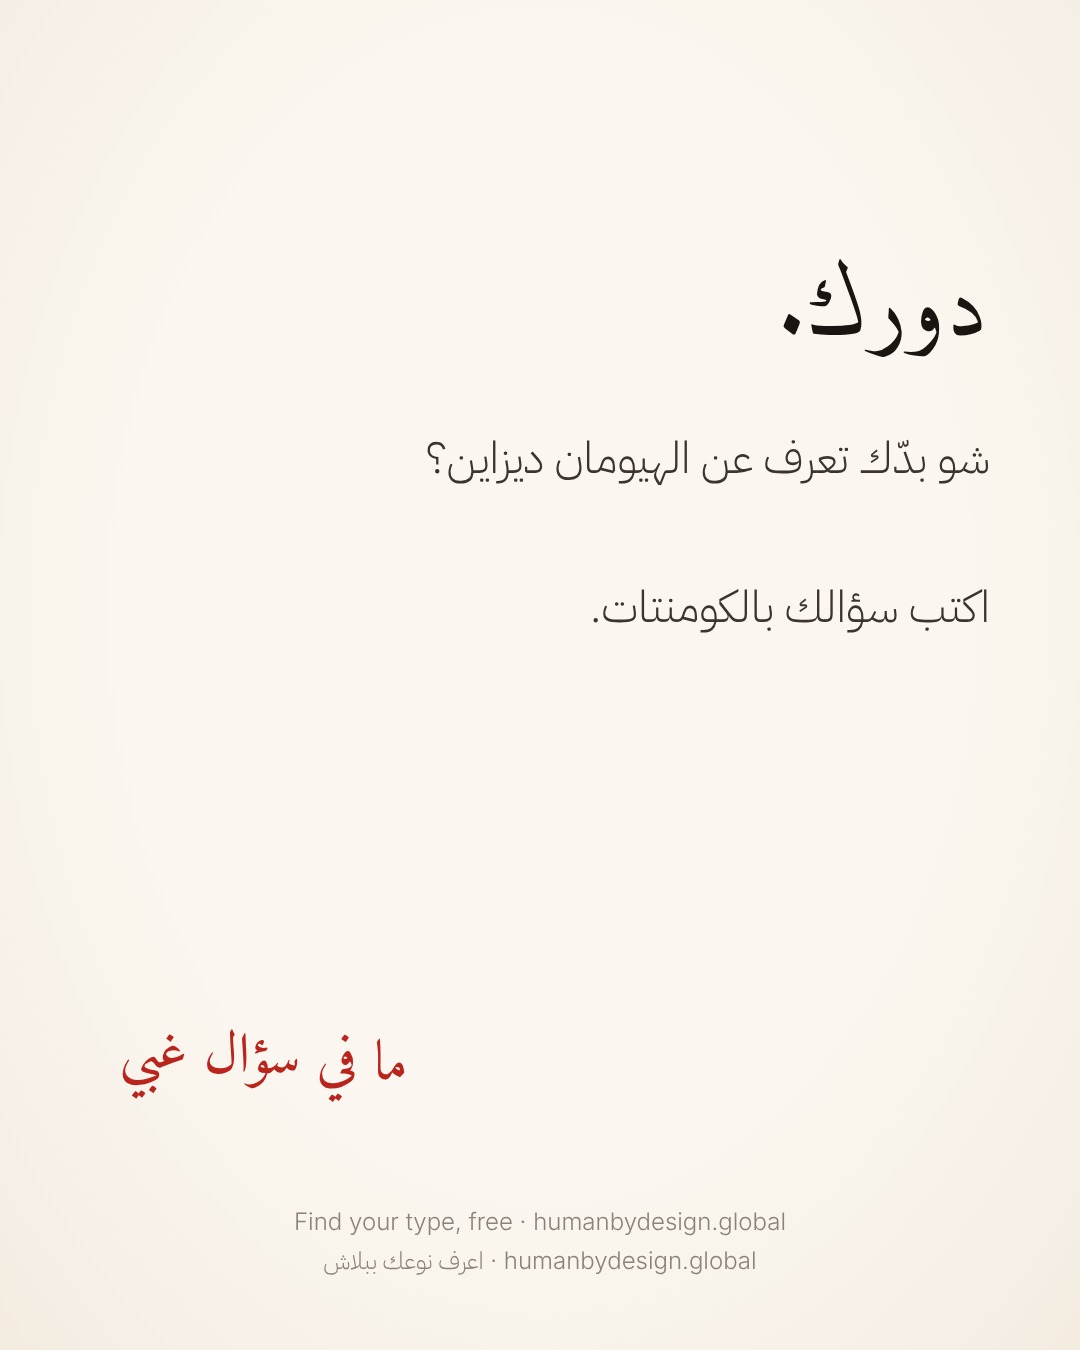 دورك.
شو بدّك تعرف عن الهيومان ديزاين؟
اكتب سؤالك بالكومنتات.
ما في سؤال غبي
Find your type, free · humanbydesign.global
اعرف نوعك ببلاش · humanbydesign.global